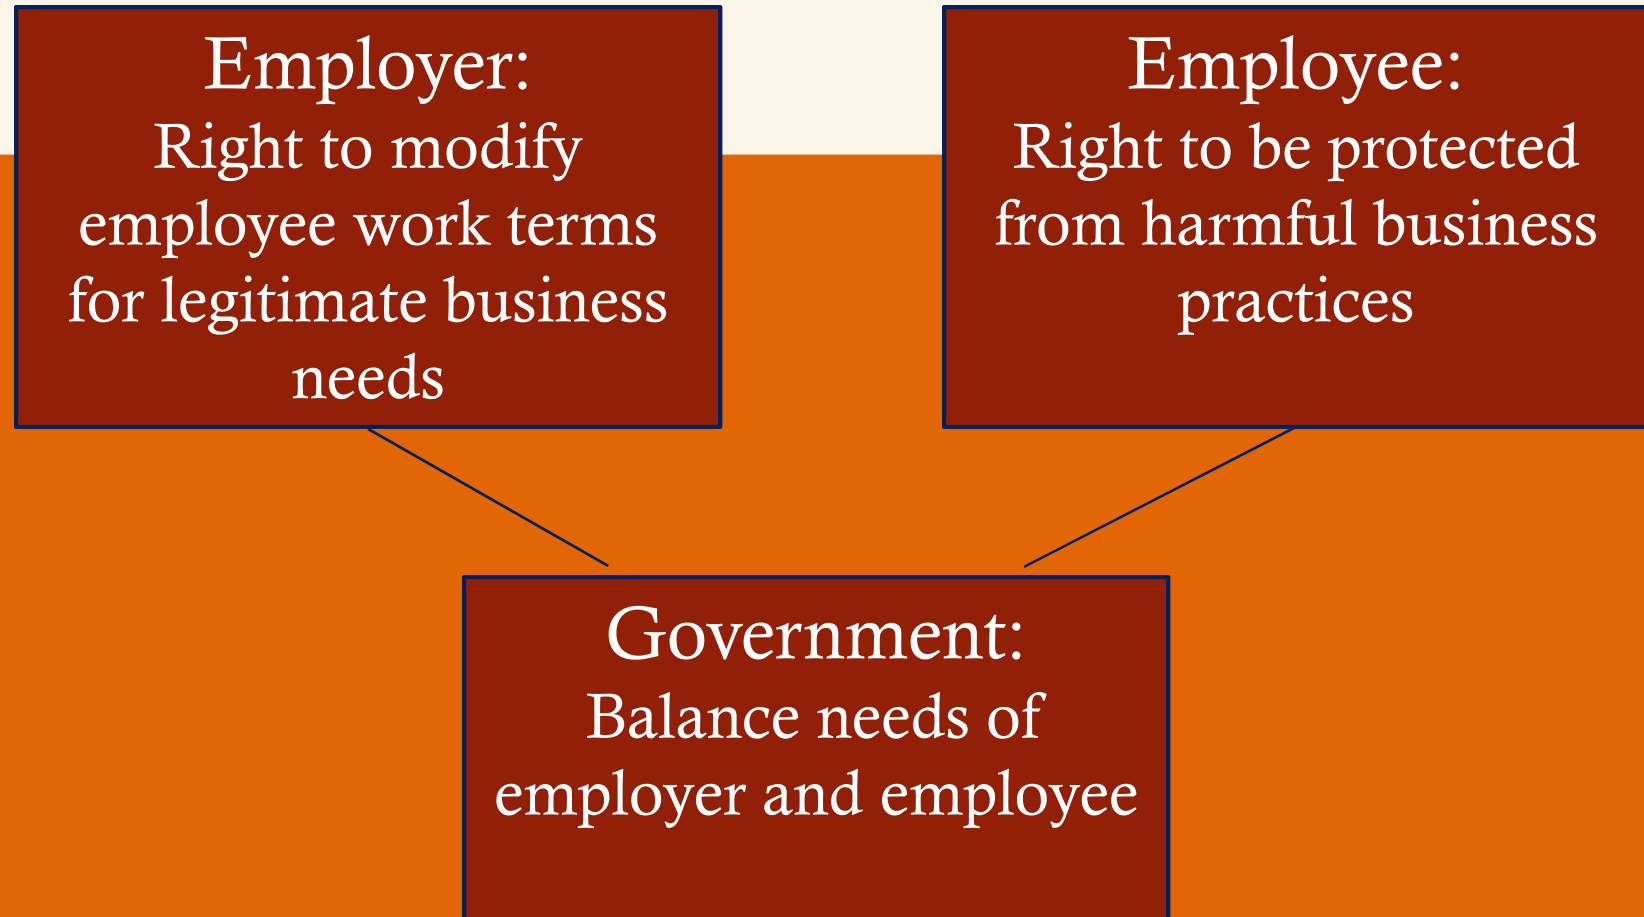 Employer:
Right to modify
employee work terms
for legitimate business
needs
Employee:
Right to be protected
from harmful business
practices
Government:
Balance needs of
employer and employee